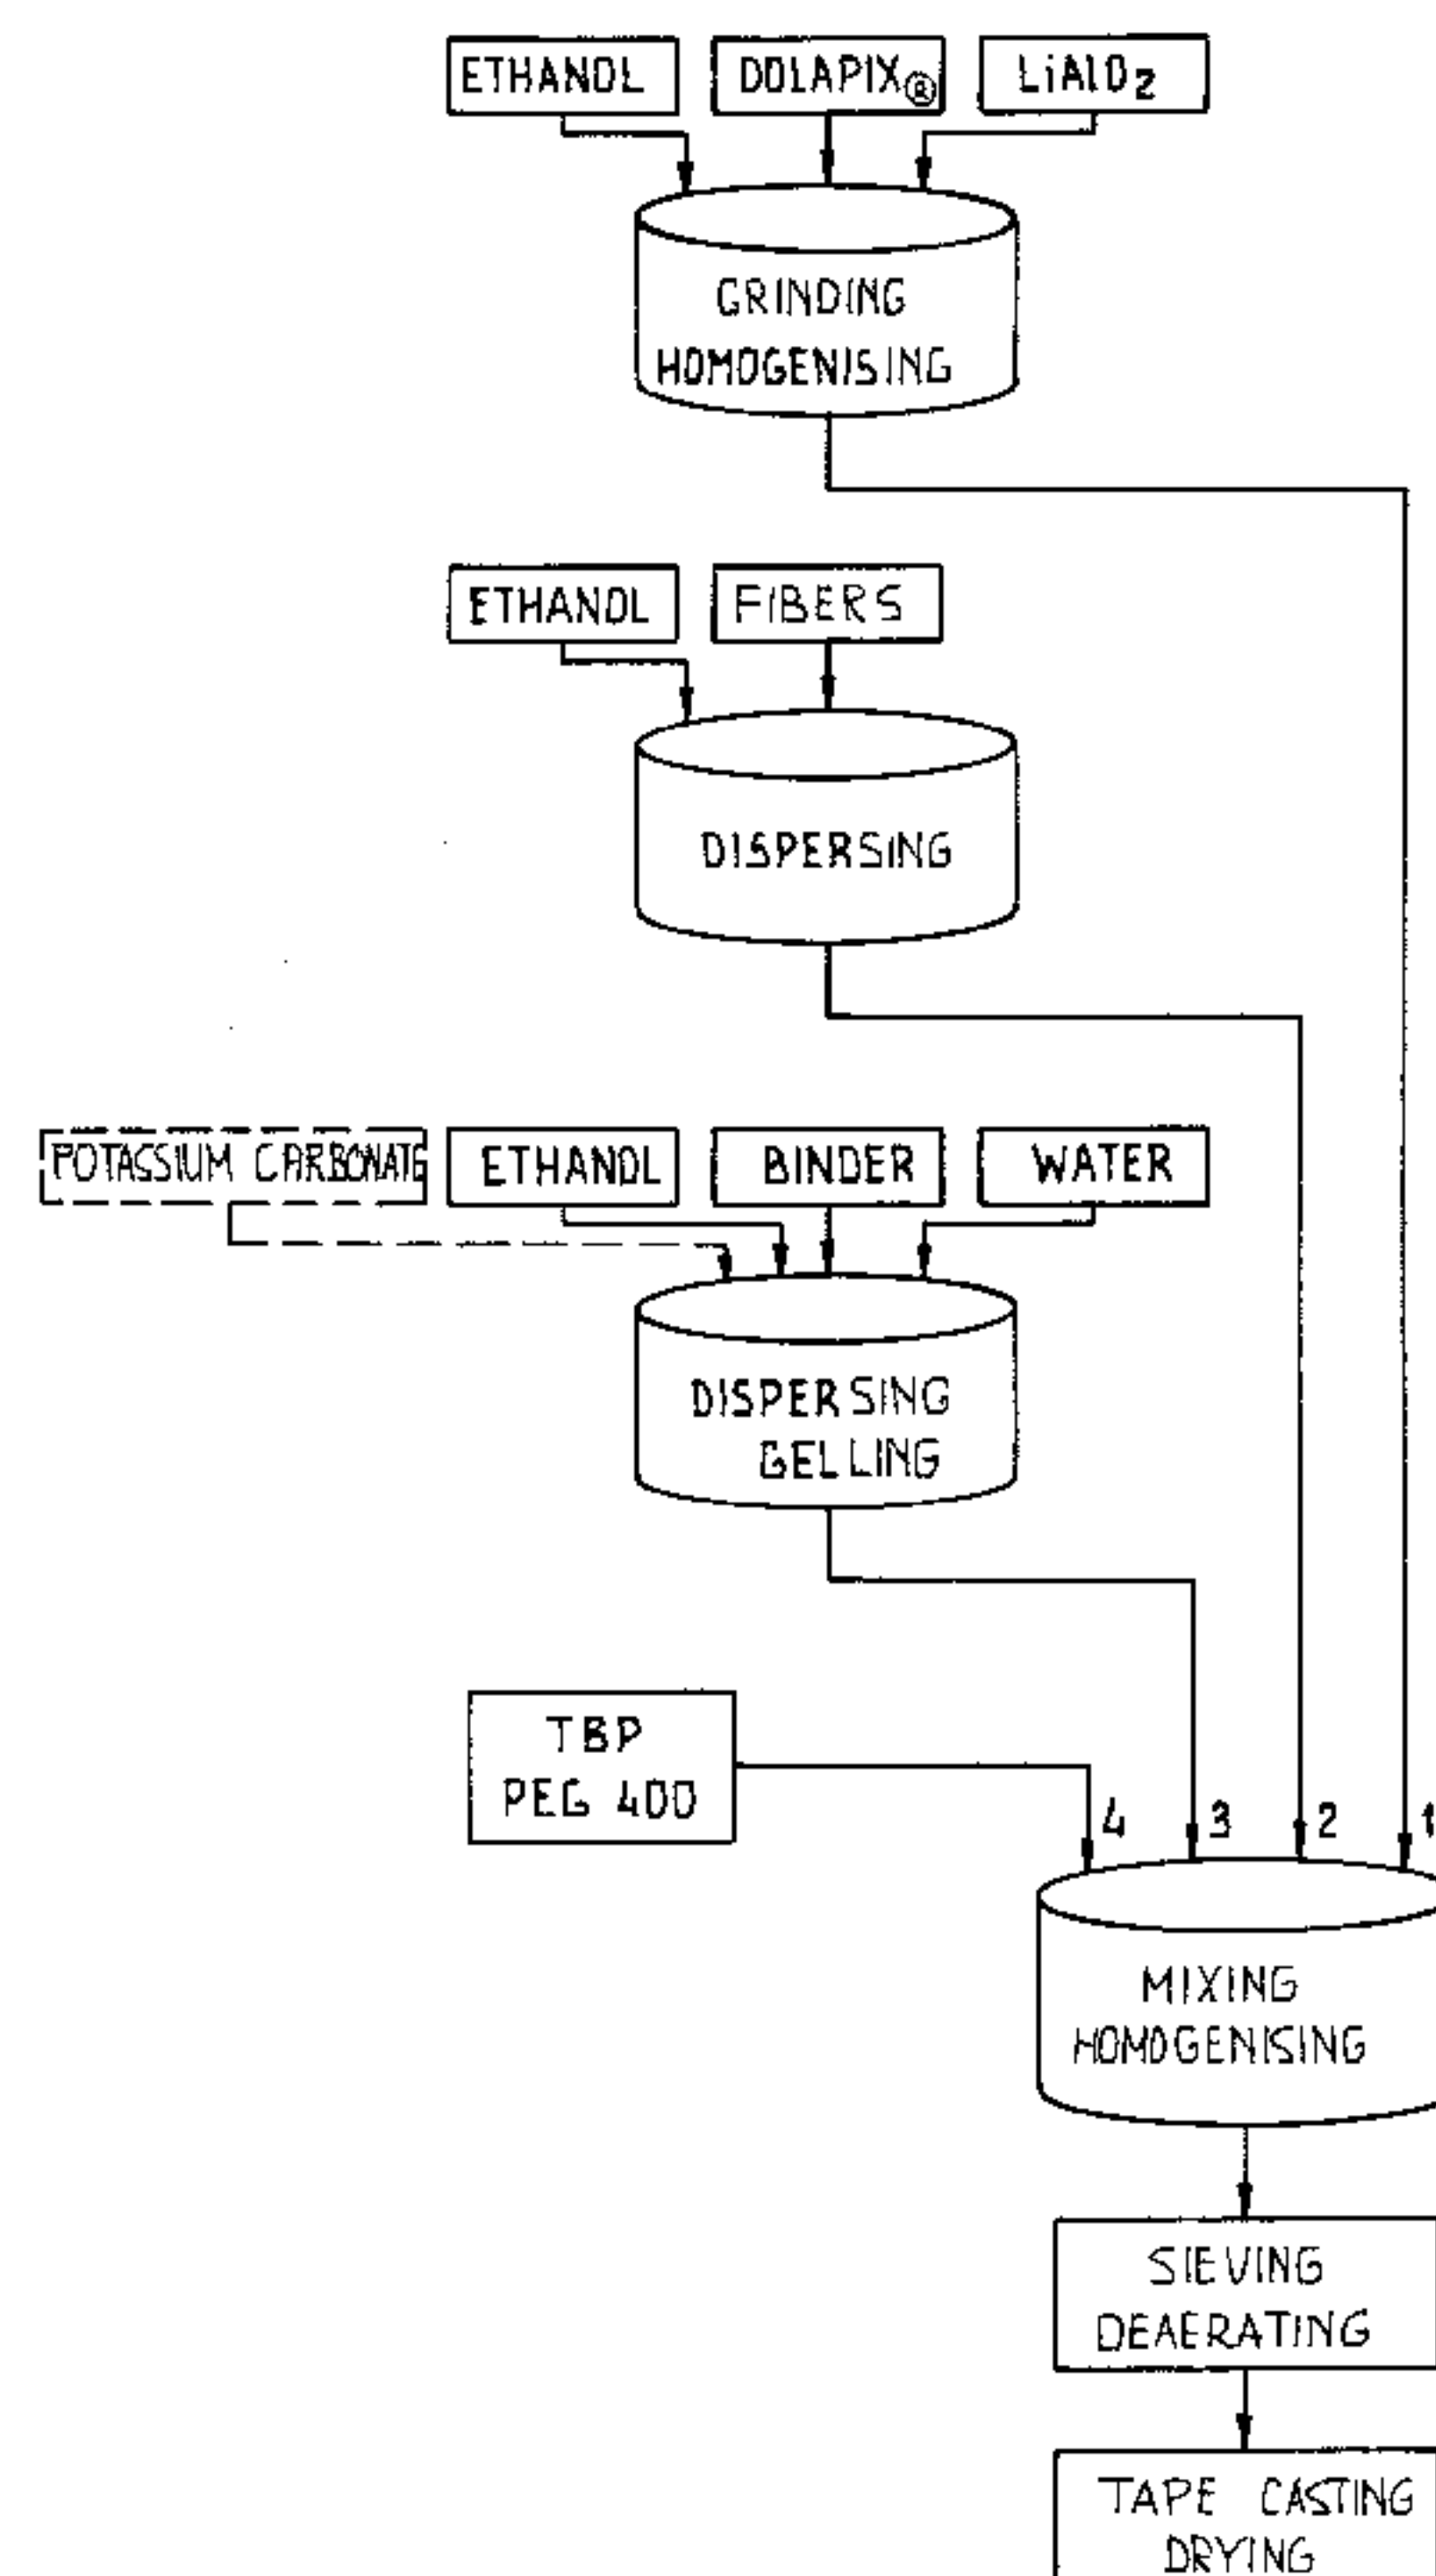 ETHANOL
DOLAPIX®
LiAlO2
GRINDING
HOMOGENISING
ETHANOL
FIBERS
DISPERSING
POTASSIUM CARBONATE
ETHANOL
BINDER
WATER
DISPERSING
GELLING
TBP
PEG 400
4
3
2
1
MIXING
HOMOGENISING
SIEVING
DEAERATING
TAPE CASTING
DRYING